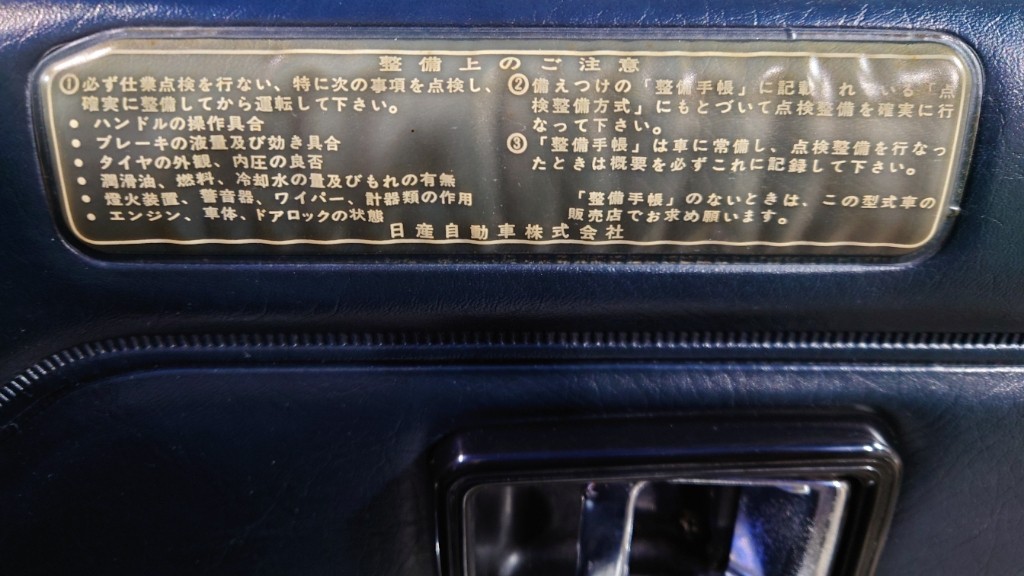 整備上のご注意
①必ず仕業点検を行ない、特に次の事項を点検し、
確実に整備してから運転して下さい。
• ハンドルの操作具合
• ブレーキの液量及び効き具合
• タイヤの外観、内圧の良否
• 潤滑油、燃料、冷却水の量及びもれの有無
• 燈火装置、警音器、ワイパー、計器類の作用
• エンジン、車体、ドアロックの状態
②備えつけの「整備手帳」に記載されている「点
検整備方式」にもとづいて点検整備を確実に行
なって下さい。
③「整備手帳」は車に常備し、点検整備を行なっ
たときは概要を必ずこれに記録して下さい。
「整備手帳」のないときは、この型式車の
販売店でお求め願います。
日産自動車株式会社